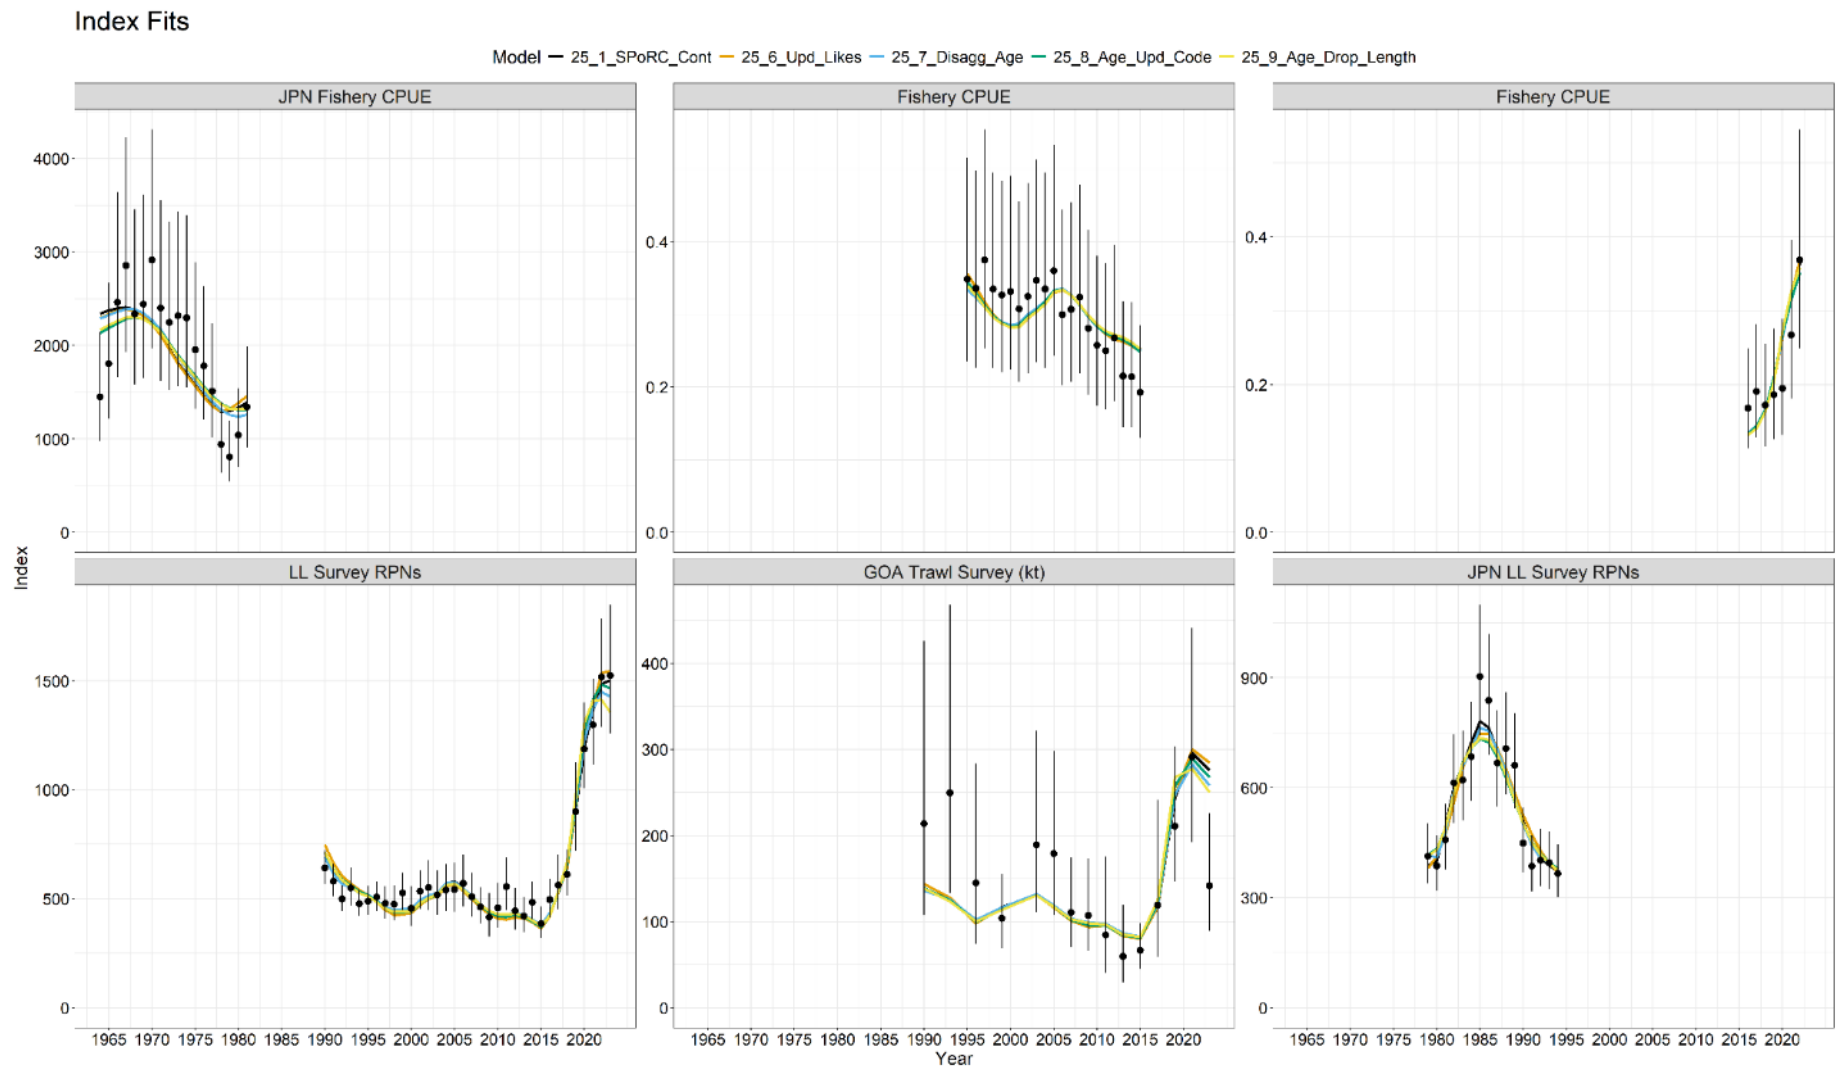 Index Fits
Model 25_1_SPoRC_Cont 25_6_Upd_Likes 25_7_Disagg_Age 25_8_Age_Upd_Code 25_9_Age_Drop_Length
JPN Fishery CPUE
Fishery CPUE
Fishery CPUE
4000
3000
2000
1000
0
0.4
0.2
0.0
0.4
0.2
0.0
Index
LL Survey RPNs
GOA Trawl Survey (kt)
JPN LL Survey RPNs
1500
1000
500
0
400
300
200
100
0
900
600
300
0
1965 1970 1975 1980 1985 1990 1995 2000 2005 2010 2015 2020
1965 1970 1975 1980 1985 1990 1995 2000 2005 2010 2015 2020
1965 1970 1975 1980 1985 1990 1995 2000 2005 2010 2015 2020
Year